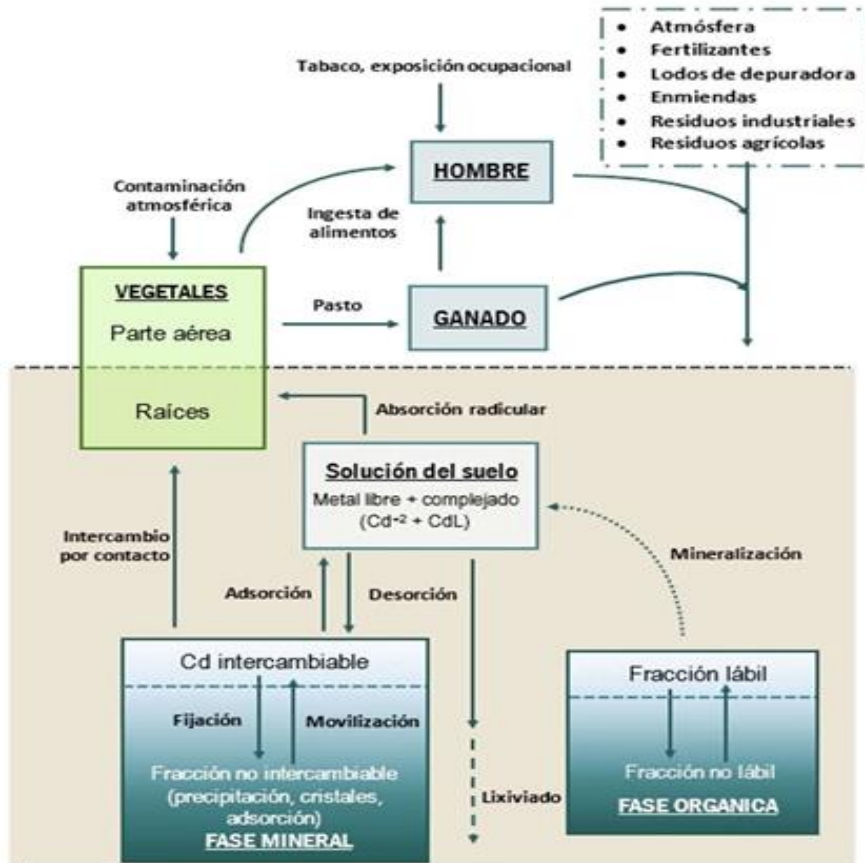 • Atmósfera
• Fertilizantes
• Lodos de depuradora
• Enmiendas
• Residuos industriales
• Residuos agrícolas
Tabaco, exposición ocupacional
HOMBRE
Contaminación
atmosférica
Ingesta de
alimentos
VEGETALES
Parte aérea
Pasto
GANADO
Raíces
Absorción radicular
Solución del suelo
Metal libre + complejado
(Cd+2 + CdL)
Intercambio
por contacto
Mineralización
Adsorción
Desorción
Cd intercambiable
Fijación
Movilización
Fracción no intercambiable
(precipitación, cristales,
adsorción)
FASE MINERAL
Lixiviado
Fracción lábil
Fracción no lábil
FASE ORGANICA